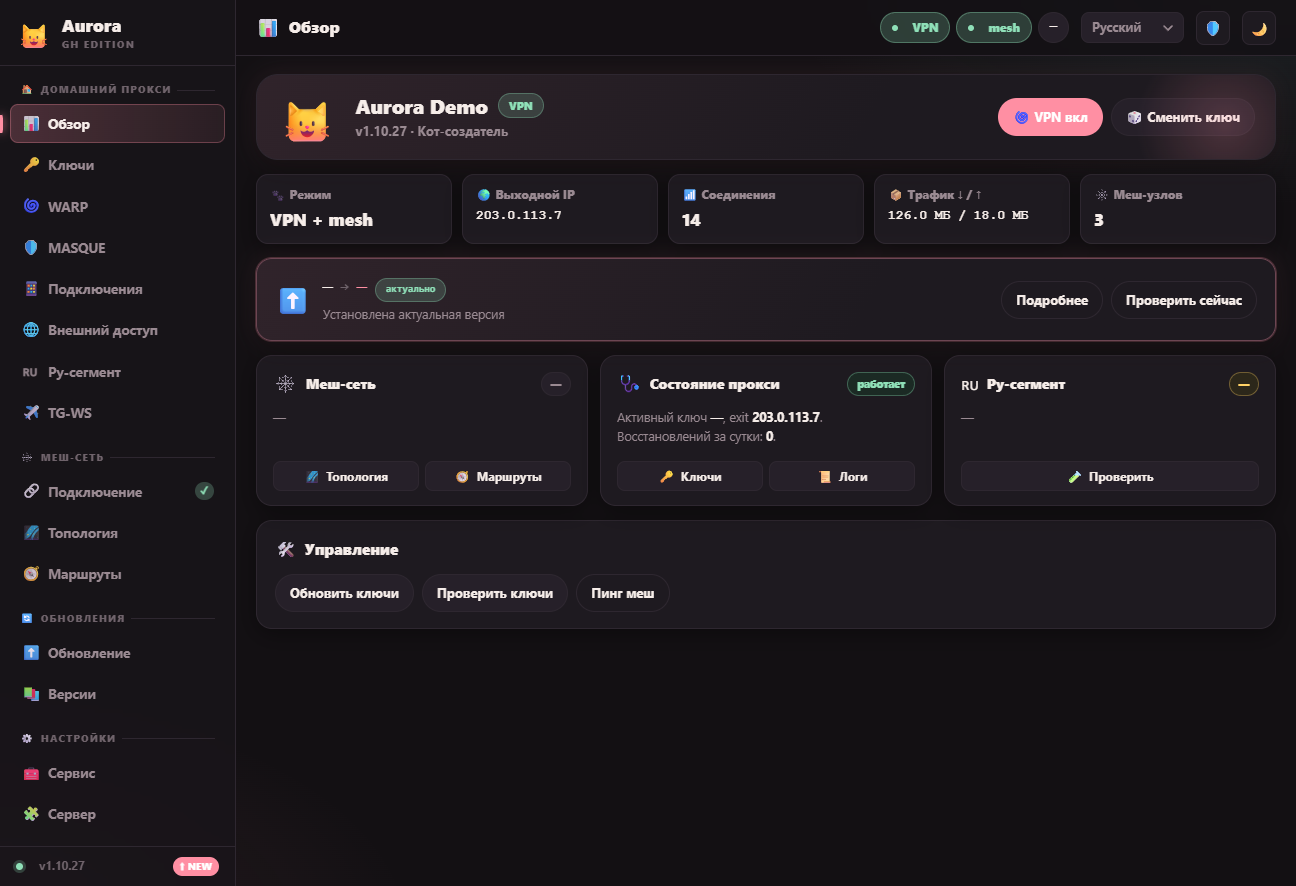 Aurora
GH EDITION
ДОМАШНИЙ ПРОКСИ
Обзор
Ключи
WARP
MASQUE
Подключения
Внешний доступ
RU Ру-сегмент
TG-WS
МЕШ-СЕТЬ
Подключение
Топология
Маршруты
ОБНОВЛЕНИЯ
Обновление
Версии
НАСТРОЙКИ
Сервис
Сервер
v1.10.27
↑ NEW
Обзор
VPN
mesh
—
Русский
Aurora Demo VPN
v1.10.27 · Кот-создатель
VPN вкл
Сменить ключ
Режим
VPN + mesh
Выходной IP
203.0.113.7
Соединения
14
Трафик ↓ / ↑
126.0 МБ / 18.0 МБ
Меш-узлов
3
— → — актуально
Установлена актуальная версия
Подробнее
Проверить сейчас
Меш-сеть
—
—
Топология
Маршруты
Состояние прокси
работает
Активный ключ —, exit 203.0.113.7.
Восстановлений за сутки: 0.
Ключи
Логи
RU Ру-сегмент
—
—
Проверить
Управление
Обновить ключи
Проверить ключи
Пинг меш